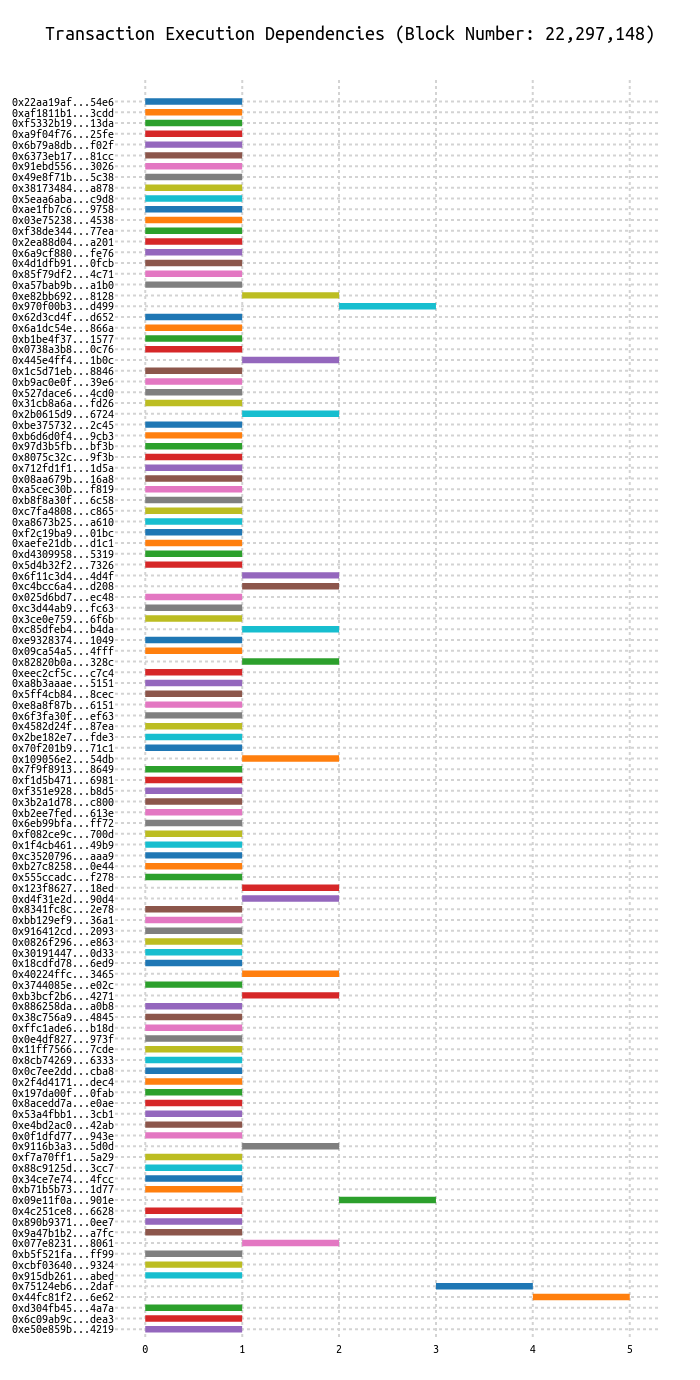 Transaction Execution Dependencies (Block Number: 22,297,148)
0x22aa19af...54e6
0xaf1811b1...3cdd
0xf5332b19...13da
0xa9f04f76...25fe
0x6b79a8db...f02f
0x6373eb17...81cc
0x91ebd556...3026
0x49e8f71b...5c38
0x38173484...a878
0x5eaa6aba...c9d8
0xae1fb7c6...9758
0x03e75238...4538
0xf38de344...77ea
0x2ea88d04...a201
0x6a9cf880...fe76
0x4d1dfb91...0fcb
0x85f79df2...4c71
0xa57bab9b...a1b0
0xe82bb692...8128
0x970f00b3...d499
0x62d3cd4f...d652
0x6a1dc54e...866a
0xb1be4f37...1577
0x0738a3b8...0c76
0x445e4ff4...1b0c
0x1c5d71eb...8846
0xb9ac0e0f...39e6
0x527dace6...4cd0
0x31cb8a6a...fd26
0x2b0615d9...6724
0xbe375732...2c45
0xb6d6d0f4...9cb3
0x97d3b5fb...bf3b
0x8075c32c...9f3b
0x712fd1f1...1d5a
0x08aa679b...16a8
0xa5cec30b...f819
0xb8f8a30f...6c58
0xc7fa4808...c865
0xa8673b25...a610
0xf2c19ba9...01bc
0xaefe21db...d1c1
0xd4309958...5319
0x5d4b32f2...7326
0x6f11c3d4...4d4f
0xc4bcc6a4...d208
0x025d6bd7...ec48
0xc3d44ab9...fc63
0x3ce0e759...6f6b
0xc85dfeb4...b4da
0xe9328374...1049
0x09ca54a5...4fff
0x82820b0a...328c
0xeec2cf5c...c7c4
0xa8b3aaae...5151
0x5ff4cb84...8cec
0xe8a8f87b...6151
0x6f3fa30f...ef63
0x4582d24f...87ea
0x2be182e7...fde3
0x70f201b9...71c1
0x109056e2...54db
0x7f9f8913...8649
0xf1d5b471...6981
0xf351e928...b8d5
0x3b2a1d78...c800
0xb2ee7fed...613e
0x6eb99bfa...ff72
0xf082ce9c...700d
0x1f4cb461...49b9
0xc3520796...aaa9
0xb27c8258...0e44
0x555ccadc...f278
0x123f8627...18ed
0xd4f31e2d...90d4
0x8341fc8c...2e78
0xbb129ef9...36a1
0x916412cd...2093
0x0826f296...e863
0x30191447...0d33
0x18cdfd78...6ed9
0x40224ffc...3465
0x3744085e...e02c
0xb3bcf2b6...4271
0x886258da...a0b8
0x38c756a9...4845
0xffc1ade6...b18d
0x0e4df827...973f
0x11ff7566...7cde
0x8cb74269...6333
0x0c7ee2dd...cba8
0x2f4d4171...dec4
0x197da00f...0fab
0x8acedd7a...e0ae
0x53a4fbb1...3cb1
0xe4bd2ac0...42ab
0x0f1dfd77...943e
0x9116b3a3...5d0d
0xf7a70ff1...5a29
0x88c9125d...3cc7
0x34ce7e74...4fcc
0xb71b5b73...1d77
0x09e11f0a...901e
0x4c251ce8...6628
0x890b9371...0ee7
0x9a47b1b2...a7fc
0x077e8231...8061
0xb5f521fa...ff99
0xcbf03640...9324
0x915db261...abed
0x75124eb6...2daf
0x44fc81f2...6e62
0xd304fb45...4a7a
0x6c09ab9c...dea3
0xe50e859b...4219
0 1 2 3 4 5